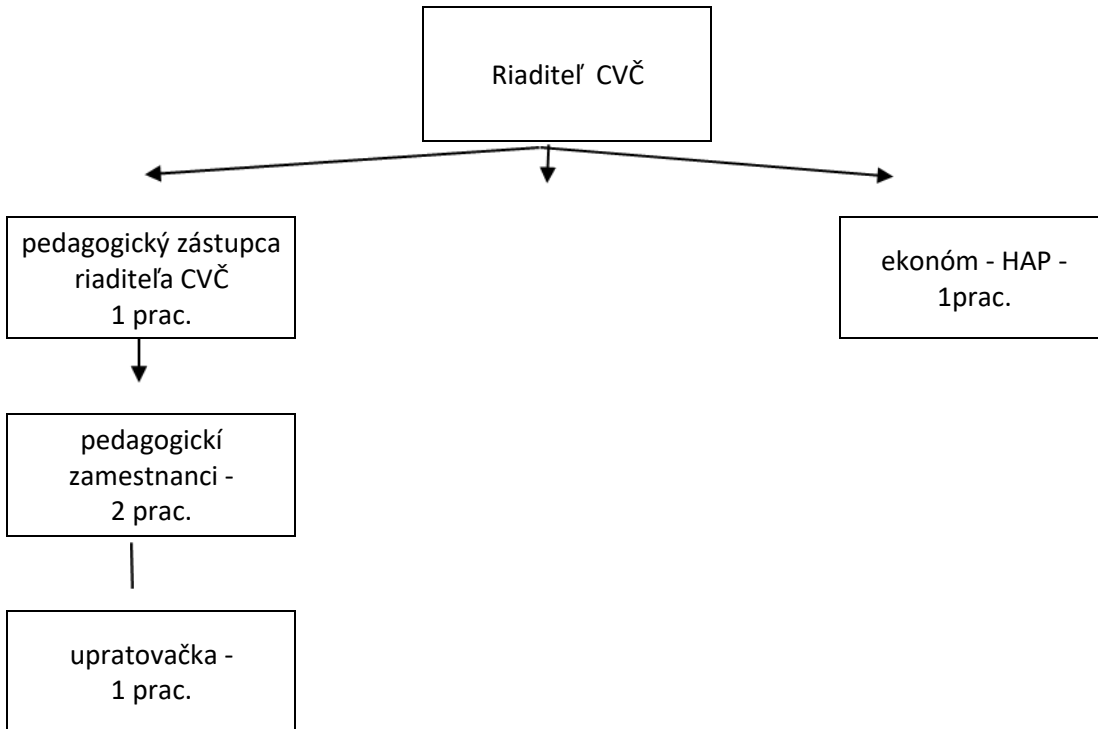 Riaditeľ CVČ
pedagogický zástupca
riaditeľa CVČ
1 prac.
ekonóm - HAP -
1prac.
pedagogickí
zamestnanci -
2 prac.
upratovačka -
1 prac.